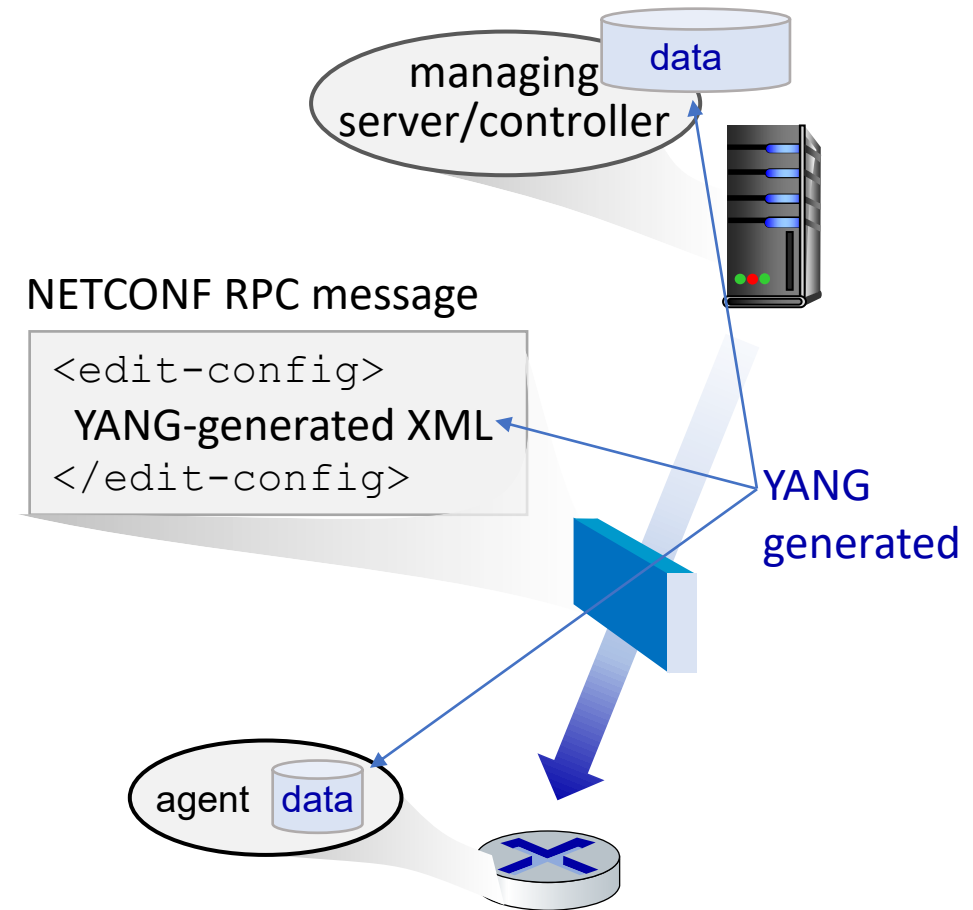 data
managing
server/controller
NETCONF RPC message
<edit-config>
YANG-generated XML
</edit-config>
YANG
generated
agent
data